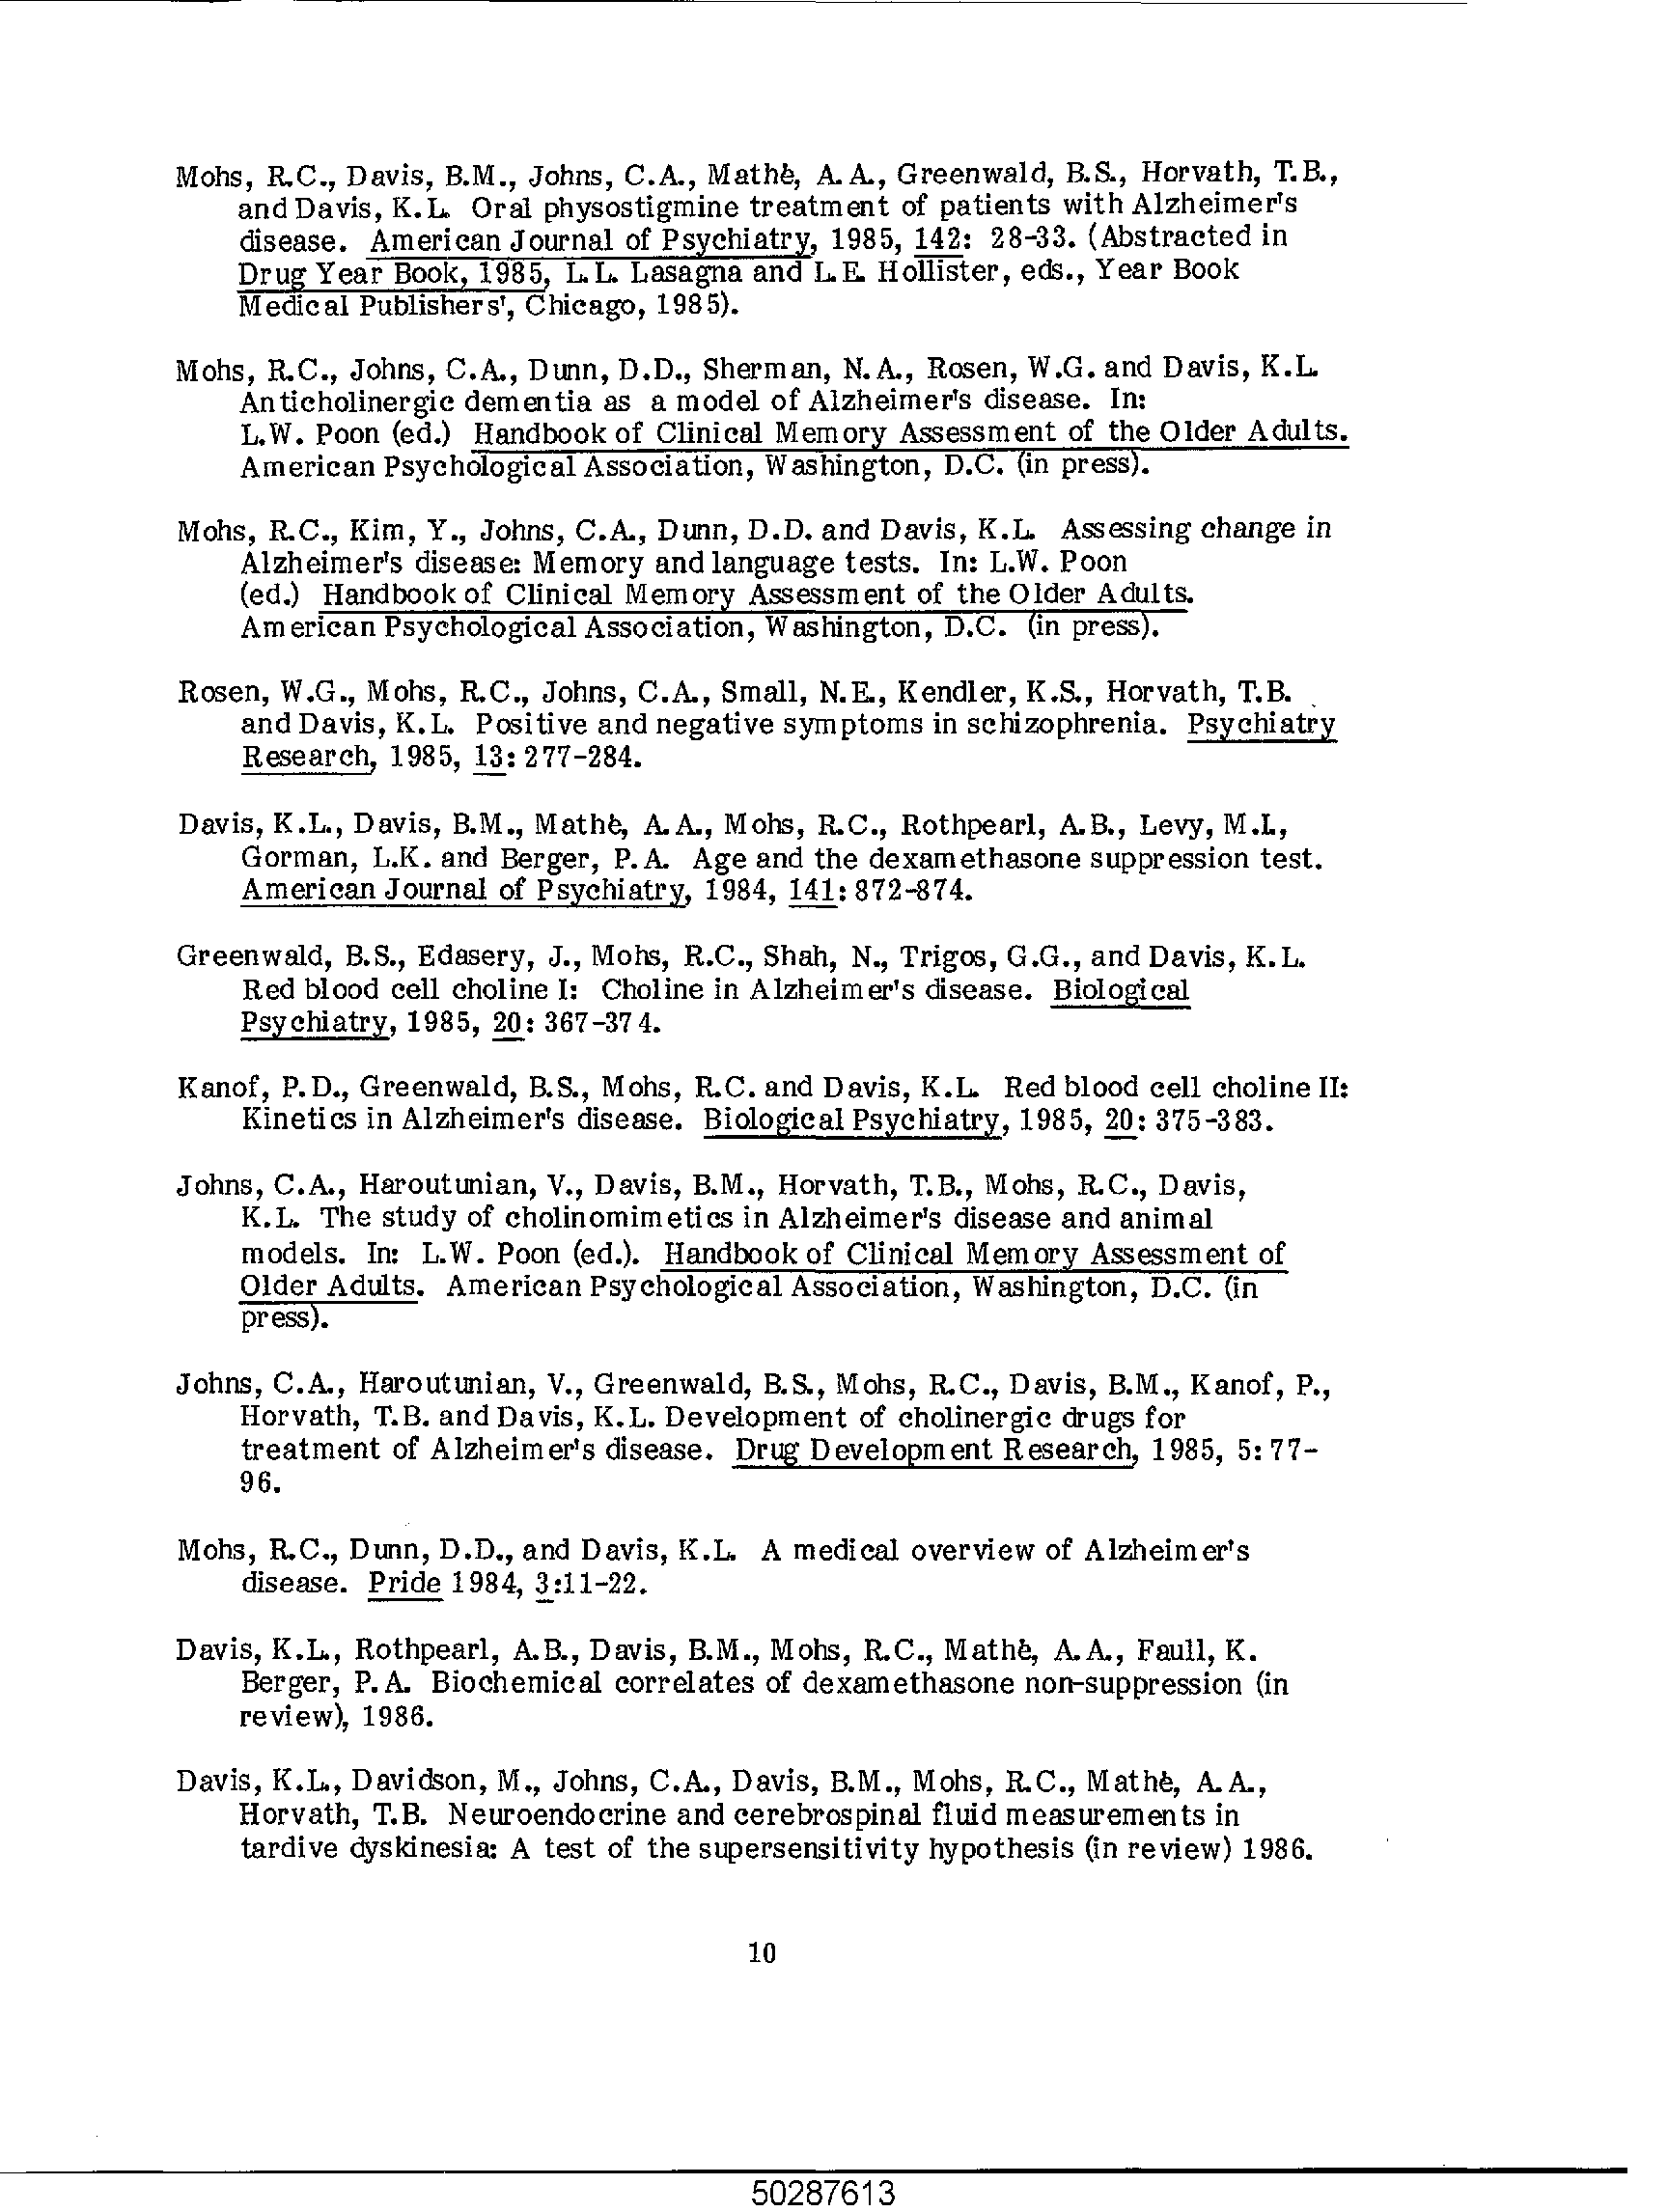 Mohs, R.C., Davis, B.M., Johns, C.A., Mathè, A.A., Greenwald, B.S., Horvath, T.B.,
and Davis, K.L. Oral physostigmine treatment of patients with Alzheimer's
disease. American Journal of Psychiatry, 1985, 142: 28-33. (Abstracted in
Drug Year Book, 1985, L.L. Lasagna and L.E. Hollister, eds., Year Book
Medical Publishers', Chicago, 1985).
Mohs, R.C., Johns, C.A., Dunn, D.D., Sherman, N.A., Rosen, W.G. and Davis, K.L.
Anticholinergic dementia as a model of Alzheimer's disease. In:
L.W. Poon (ed.) Handbook of Clinical Memory Assessment of the Older Adults.
American Psychological Association, Washington, D.C. (in press).
Mohs, R.C., Kim, Y., Johns, C.A., Dunn, D.D. and Davis, K.L. Assessing change in
Alzheimer's disease: Memory and language tests. In: L.W. Poon
(ed.) Handbook of Clinical Memory Assessment of the Older Adults.
American Psychological Association, Washington, D.C. (in press).
Rosen, W.G., Mohs, R.C., Johns, C.A., Small, N.E., Kendler, K.S., Horvath, T.B.
and Davis, K.L. Positive and negative symptoms in schizophrenia. Psychiatry
Research, 1985, 13: 277-284.
Davis, K.L., Davis, B.M., Mathè, A.A., Mohs, R.C., Rothpearl, A.B., Levy, M.I.,
Gorman, L.K. and Berger, P.A. Age and the dexamethasone suppression test.
American Journal of Psychiatry, 1984, 141: 872-874.
Greenwald, B.S., Edasery, J., Mohs, R.C., Shah, N., Trigos, G.G., and Davis, K.L.
Red blood cell choline I: Choline in Alzheimer's disease. Biological
Psychiatry, 1985, 20: 367-374.
Kanof, P.D., Greenwald, B.S., Mohs, R.C. and Davis, K.L. Red blood cell choline II:
Kinetics in Alzheimer's disease. Biological Psychiatry, 1985, 20: 375-383.
Johns, C.A., Haroutunian, V., Davis, B.M., Horvath, T.B., Mohs, R.C., Davis,
K.L. The study of cholinomimetics in Alzheimer's disease and animal
models. In: L.W. Poon (ed.). Handbook of Clinical Memory Assessment of
Older Adults. American Psychological Association, Washington, D.C. (in
press).
Johns, C.A., Haroutunian, V., Greenwald, B.S., Mohs, R.C., Davis, B.M., Kanof, P.,
Horvath, T.B. and Davis, K.L. Development of cholinergic drugs for
treatment of Alzheimer's disease. Drug Development Research, 1985, 5: 77-
96.
Mohs, R.C., Dunn, D.D., and Davis, K.L. A medical overview of Alzheimer's
disease. Pride 1984, 3:11-22.
Davis, K.L., Rothpearl, A.B., Davis, B.M., Mohs, R.C., Mathè, A.A., Faull, K.
Berger, P.A. Biochemical correlates of dexamethasone non-suppression (in
review), 1986.
Davis, K.L., Davidson, M., Johns, C.A., Davis, B.M., Mohs, R.C., Mathè, A.A.,
Horvath, T.B. Neuroendocrine and cerebrospinal fluid measurements in
tardive dyskinesia: A test of the supersensitivity hypothesis (in review) 1986.
10
50287613